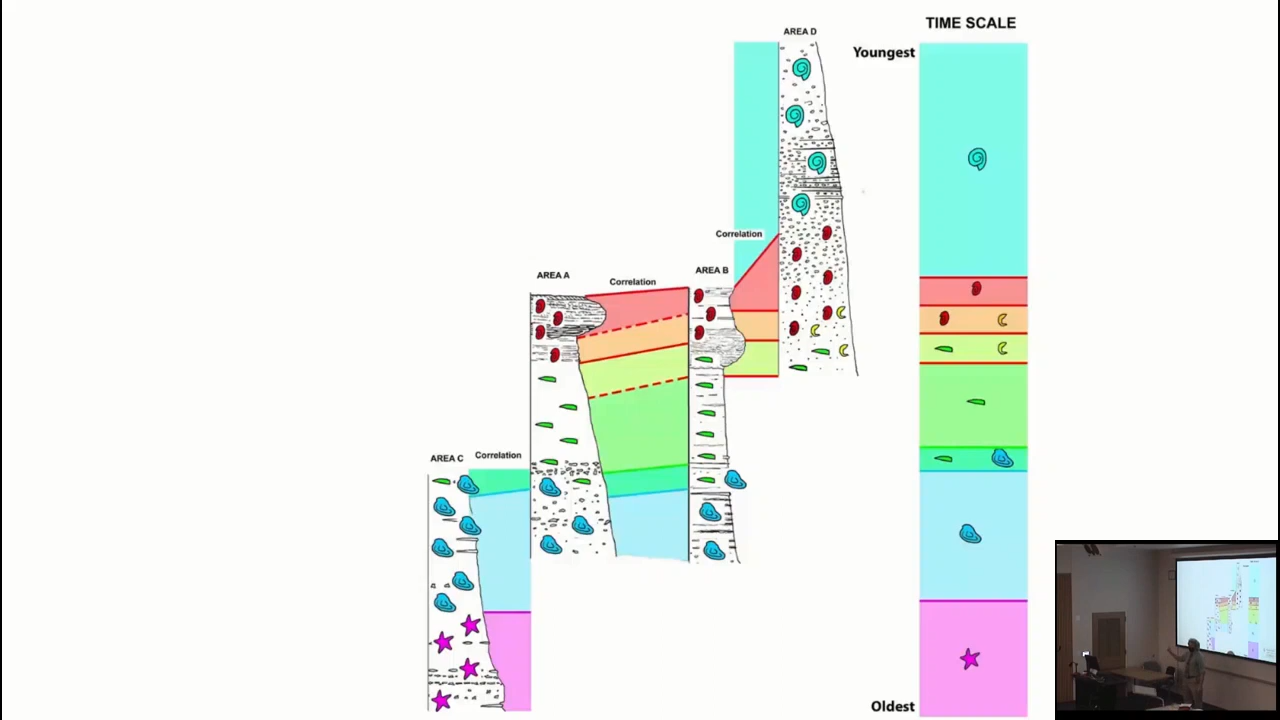 TIME SCALE
AREA D
Youngest
Correlation
AREA B
AREA A
Correlation
AREA C
Correlation
Oldest